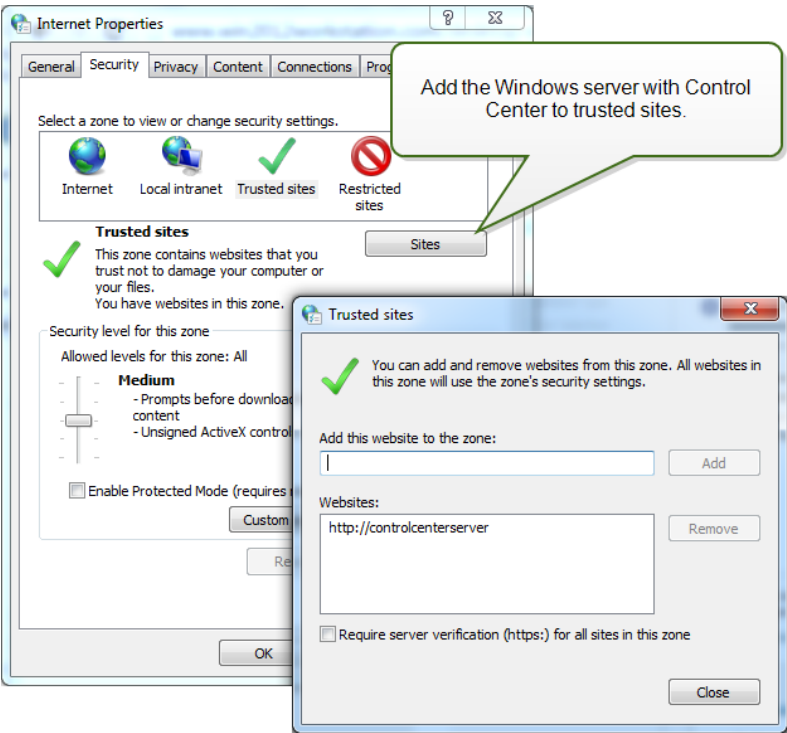 Internet Properties
General Security Privacy Content Connections
Add the Windows server with Control
Center to trusted sites.
Select a zone to view or change security settings.
Internet Local intranet Trusted sites Restricted
sites
Trusted sites
This zone contains websites that you
trust not to damage your computer or
your files.
You have websites in this zone.
Sites
Security level for this zone
Allowed levels for this zone: All
Medium
- Prompts before
content
- Unsigned ActiveX
Enable Protected Mode (requires
Custom
OK
Trusted sites
You can add and remove websites from this zone. All websites in
this zone will use the zone's security settings.
Add this website to the zone:
Add
Websites:
http://controlcenterserver
Remove
Require server verification (https:) for all sites in this zone
Close